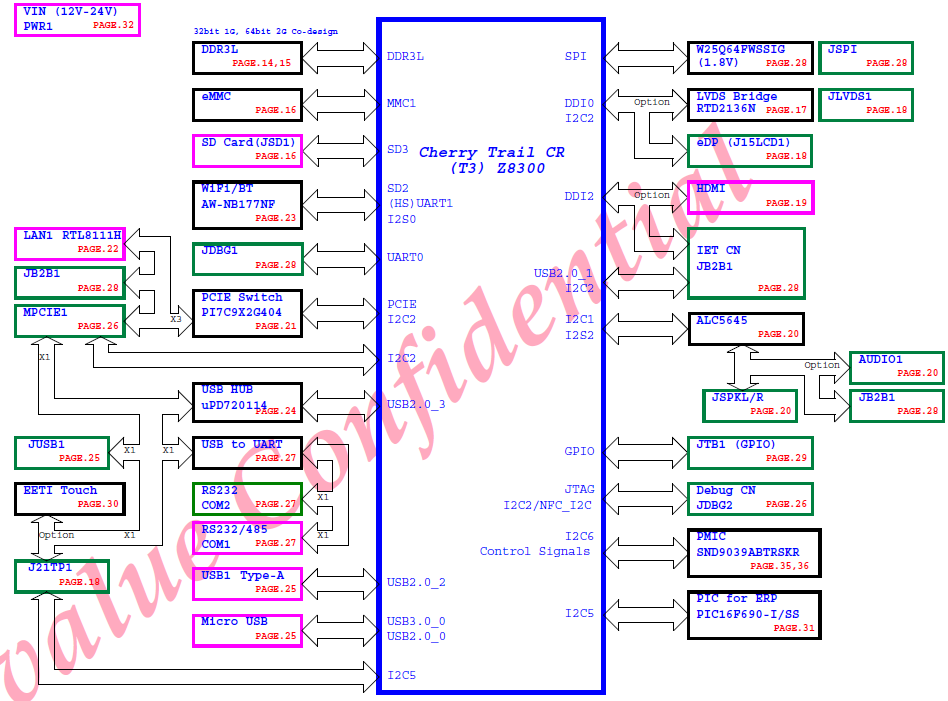 VIN (12V-24V)
PWR1 PAGE.32
32bit 1G, 64bit 2G Co-design
DDR3L
PAGE.14,15
eMMC
PAGE.16
SD Card(JSD1)
PAGE.16
WiFi/BT
AW-NB177NF
PAGE.23
LAN1 RTL8111H
PAGE.22
JB2B1
PAGE.28
MPCIE1
PAGE.26
JDBG1
PAGE.28
PCIE Switch
PI7C9X2G404
PAGE.21
X3
X1
USB HUB
uPD720114
PAGE.24
JUSB1
PAGE.25
X1
X1
USB to UART
PAGE.27
EETI Touch
PAGE.30
RS232
COM2 PAGE.27
X1
Option
X1
RS232/485
COM1 PAGE.27
X1
J21TP1
PAGE.18
USB1 Type-A
PAGE.25
Micro USB
PAGE.25
DDR3L
MMC1
SD3
SD2
(HS)UART1
I2S0
UART0
PCIE
I2C2
I2C2
USB2.0_3
USB2.0_2
USB3.0_0
USB2.0_0
I2C5
Cherry Trail CR
(T3) Z8300
SPI
DDI0
I2C2
DDI2
USB2.0_1
I2C2
I2C1
I2S2
GPIO
JTAG
I2C2/NFC_I2C
I2C6
Control Signals
I2C5
W25Q64FWSSIG
(1.8V) PAGE.28
JSPI
PAGE.28
Option
LVDS Bridge
RTD2136N PAGE.17
JLVDS1
PAGE.18
eDP (J15LCD1)
PAGE.18
Option
HDMI
PAGE.19
IET CN
JB2B1
PAGE.28
ALC5645
PAGE.20
Option
AUDIO1
PAGE.20
JSPKL/R
PAGE.20
JB2B1
PAGE.28
JTB1 (GPIO)
PAGE.29
Debug CN
JDBG2 PAGE.26
PMIC
SND9039ABTRSKR
PAGE.35,36
PIC for ERP
PIC16F690-I/SS
PAGE.31
value Confidential